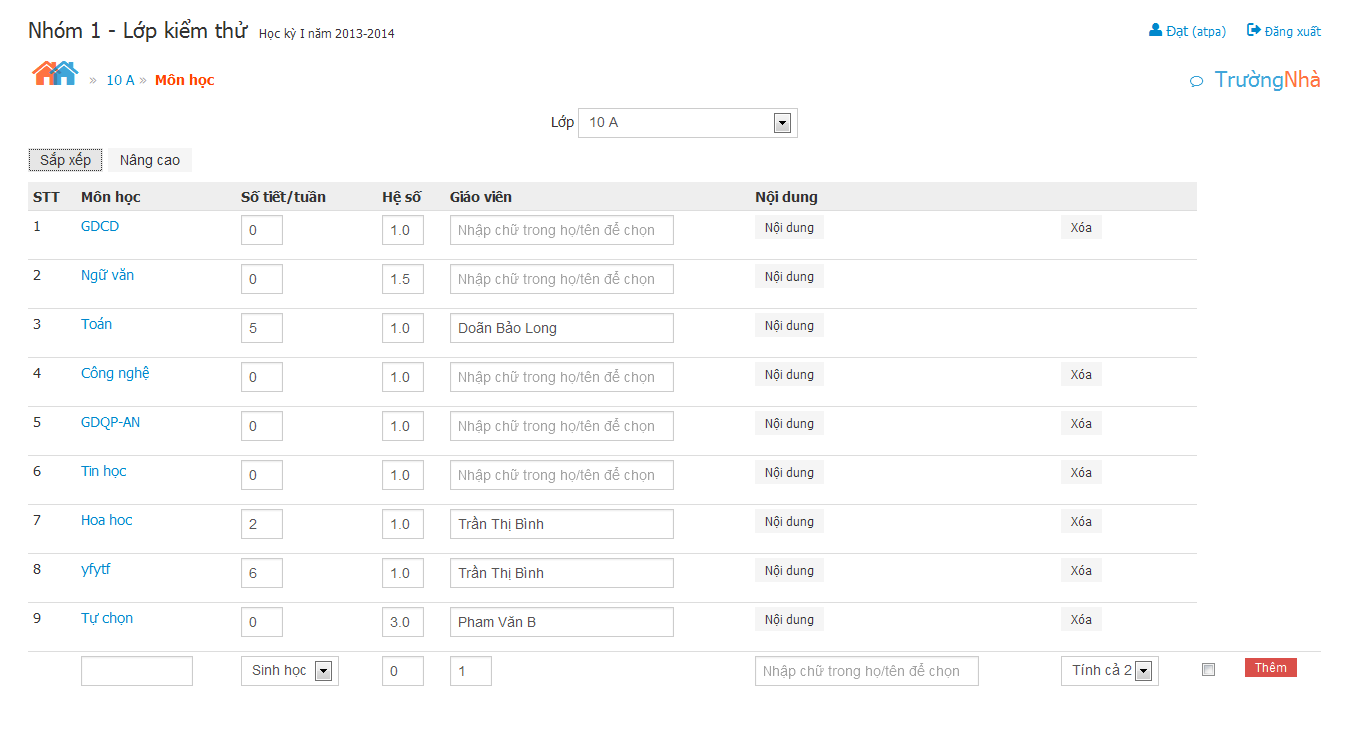 Nhóm 1 - Lớp kiểm thử Học kỳ I năm 2013-2014 Đạt (atpa) Đăng xuất
» 10 A » Môn học TrườngNhà
Lớp 10 A
Sắp xếp Nâng cao
STT Môn học Số tiết/tuần Hệ số Giáo viên Nội dung
1 GDCD 0 1.0 Nhập chữ trong họ/tên để chọn Nội dung Xóa
2 Ngữ văn 0 1.5 Nhập chữ trong họ/tên để chọn Nội dung
3 Toán 5 1.0 Doãn Bảo Long Nội dung
4 Công nghệ 0 1.0 Nhập chữ trong họ/tên để chọn Nội dung Xóa
5 GDQP-AN 0 1.0 Nhập chữ trong họ/tên để chọn Nội dung Xóa
6 Tin học 0 1.0 Nhập chữ trong họ/tên để chọn Nội dung Xóa
7 Hoa hoc 2 1.0 Trần Thị Bình Nội dung Xóa
8 yfytf 6 1.0 Trần Thị Bình Nội dung Xóa
9 Tự chọn 0 3.0 Pham Văn B Nội dung Xóa
Sinh học 0 1 Nhập chữ trong họ/tên để chọn Tính cả 2 Thêm